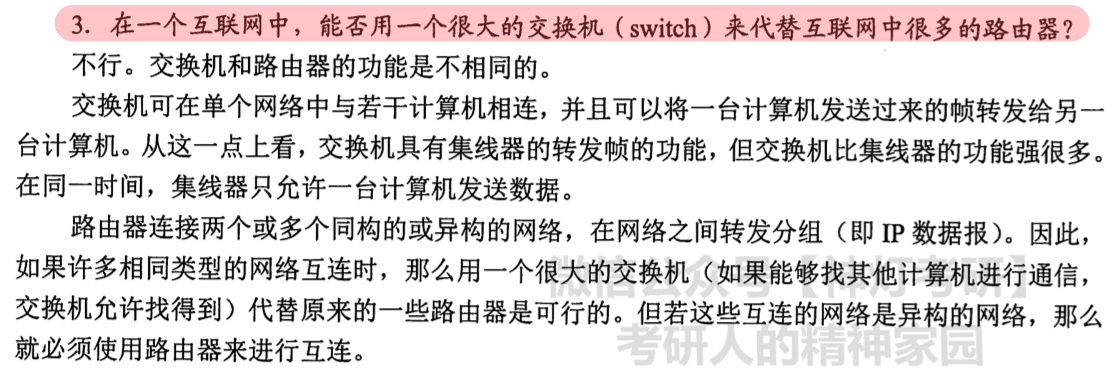 3. 在一个互联网中，能否用一个很大的交换机（switch）来代替互联网中很多的路由器？
不行。交换机和路由器的功能是不相同的。
交换机可在单个网络中与若干计算机相连，并且可以将一台计算机发送过来的帧转发给另一
台计算机。从这一点上看，交换机具有集线器的转发帧的功能，但交换机比集线器的功能强很多。
在同一时间，集线器只允许一台计算机发送数据。
路由器连接两个或多个同构的或异构的网络，在网络之间转发分组（即 IP 数据报）。因此，
如果许多相同类型的网络互连时，那么用一个很大的交换机（如果能够找其他计算机进行通信，
交换机允许找得到）代替原来的一些路由器是可行的。但若这些互连的网络是异构的网络，那么
就必须使用路由器来进行互连。
微信公众号【神灯考研】
考研人的精神家园